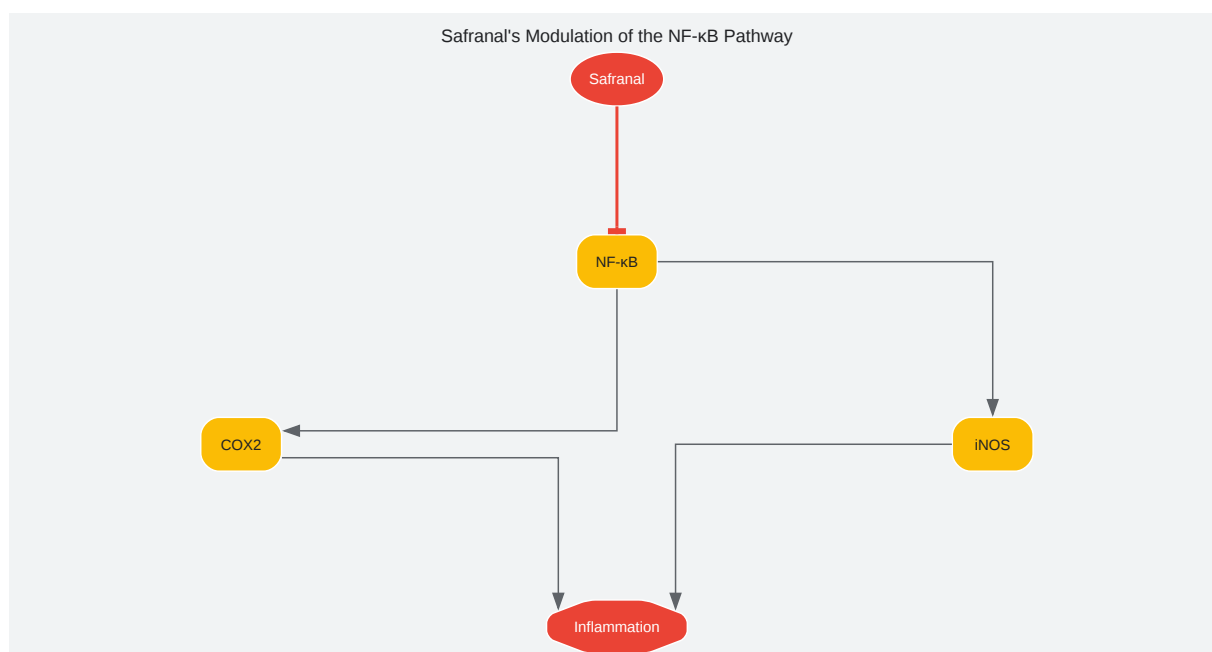 Safranal's Modulation of the NF-κB Pathway
Safranal
NF-κB
COX2
iNOS
Inflammation